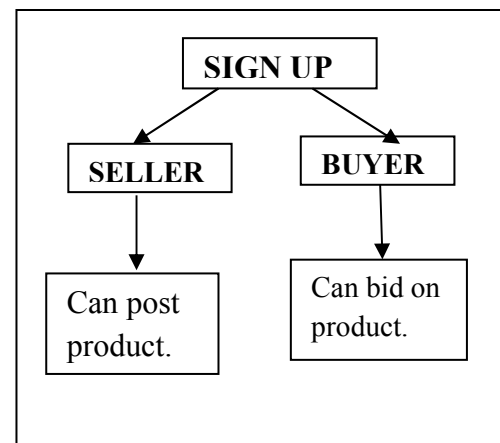 SIGN UP
SELLER
BUYER
Can post
product.
Can bid on
product.